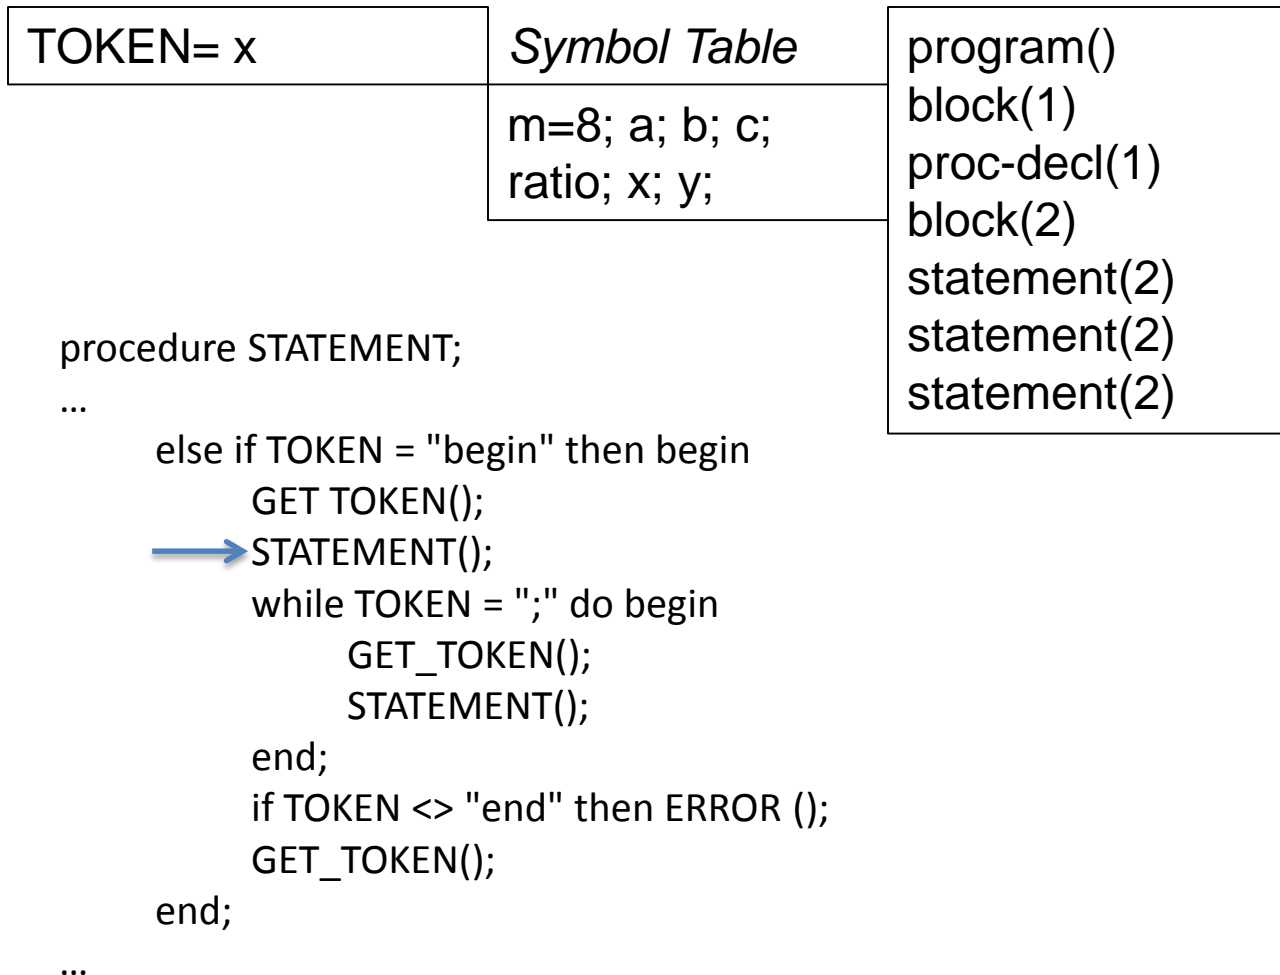 TOKEN= x
Symbol Table
m=8; a; b; c;
ratio; x; y;
program()
block(1)
proc-decl(1)
block(2)
statement(2)
statement(2)
statement(2)
procedure STATEMENT;
…
else if TOKEN = "begin" then begin
GET TOKEN();
STATEMENT();
while TOKEN = ";" do begin
GET_TOKEN();
STATEMENT();
end;
if TOKEN <> "end" then ERROR ();
GET_TOKEN();
end;
…